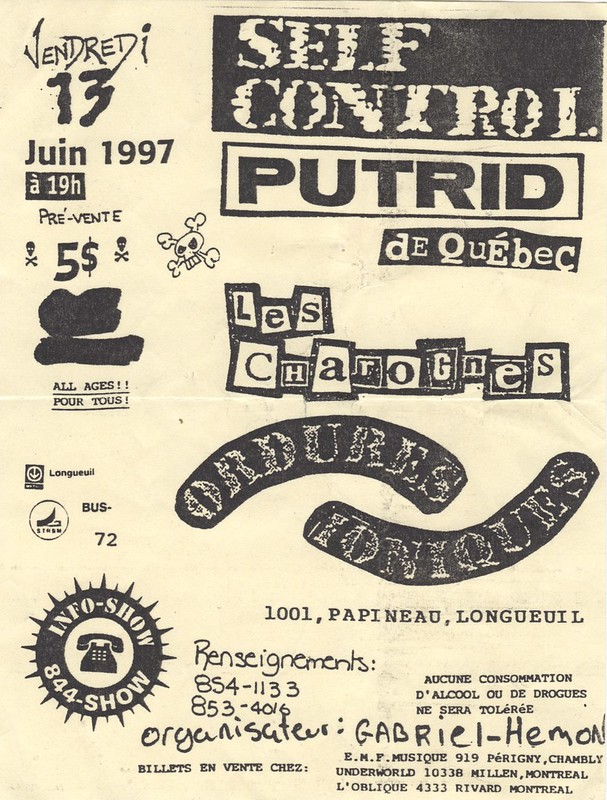 VENDREDi
13
Juin 1997
à 19h
PRÉ-VENTE
5$
ALL AGES!!
POUR TOUS!
Longueuil
STRSM
BUS-
72
SELF
CONTROL
PUTRID
de Québec
Les
Charognes
ORDURES
IONIQUES
1001, PAPINEAU, LONGUEUIL
INFO-SHOW
844-SHOW
Renseignements:
854-1133
853-4016
AUCUNE CONSOMMATION
D'ALCOOL OU DE DROGUES
NE SERA TOLéRéE
organisateur: GABRiel-Hemon
BILLETS EN VENTE CHEZ:
E.M.F.MUSIQUE 919 PéRIGNY, CHAMBLY
UNDERWORLD 10338 MILLEN, MONTREAL
L'OBLIQUE 4333 RIVARD MONTREAL